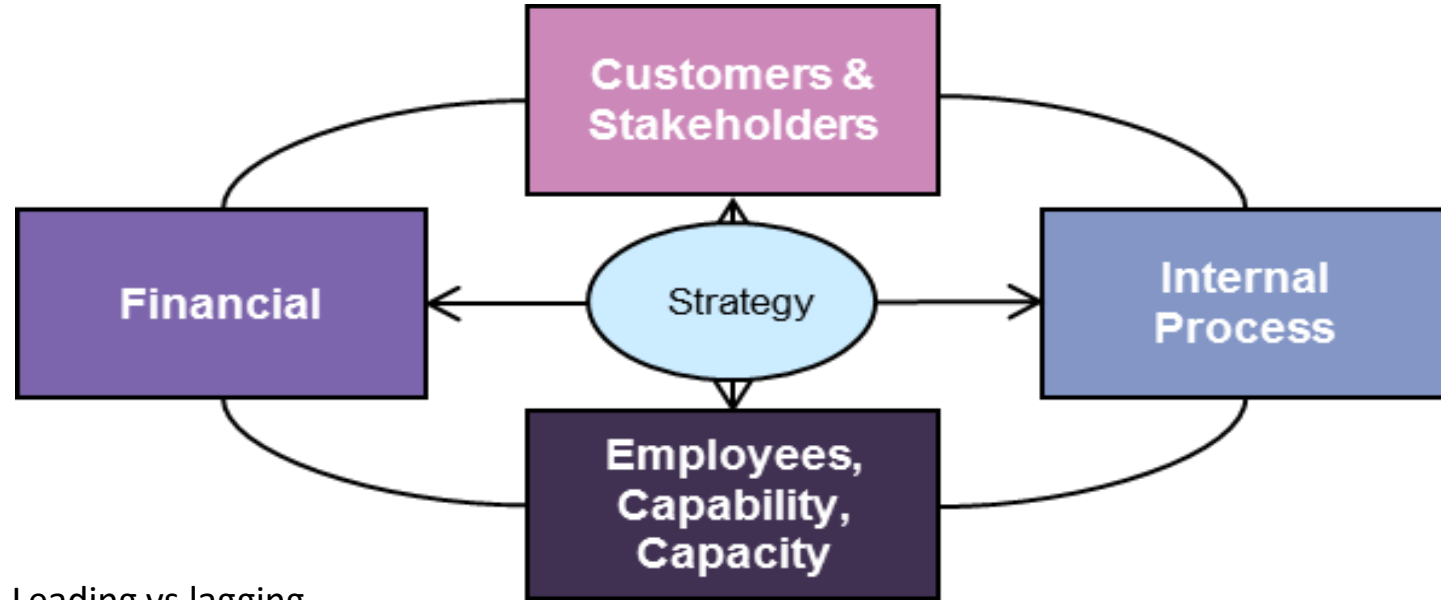 Customers &
Stakeholders
Financial
Strategy
Internal
Process
Employees,
Capability,
Capacity
Leading vs lagging